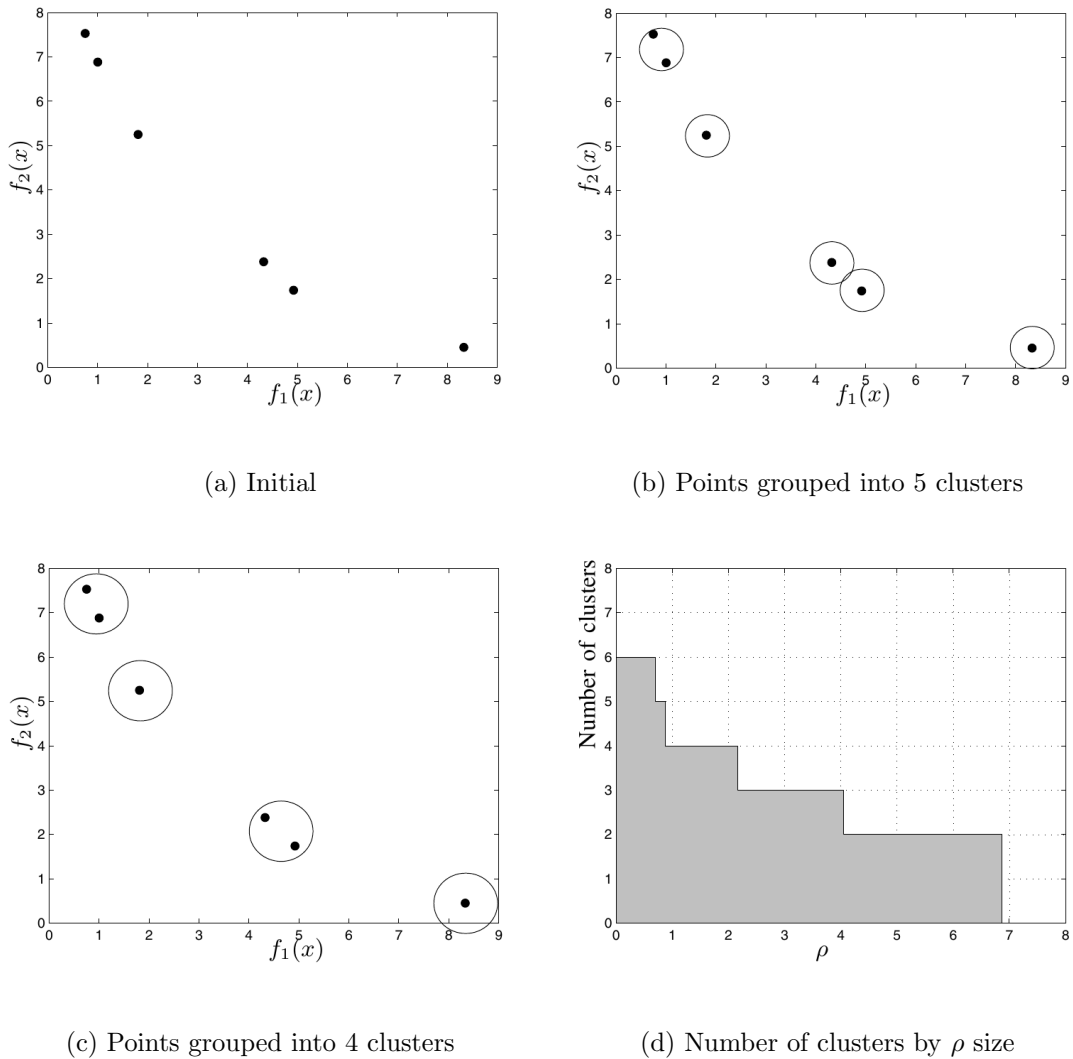 8
7
6
5
4
3
2
1
0
f₂(x)
0 1 2 3 4 5 6 7 8 9
f₁(x)
(a) Initial
8
7
6
5
4
3
2
1
0
f₂(x)
0 1 2 3 4 5 6 7 8 9
f₁(x)
(b) Points grouped into 5 clusters
8
7
6
5
4
3
2
1
0
f₂(x)
0 1 2 3 4 5 6 7 8 9
f₁(x)
(c) Points grouped into 4 clusters
8
7
6
5
4
3
2
1
0
Number of clusters
0 1 2 3 4 5 6 7 8
ρ
(d) Number of clusters by ρ size